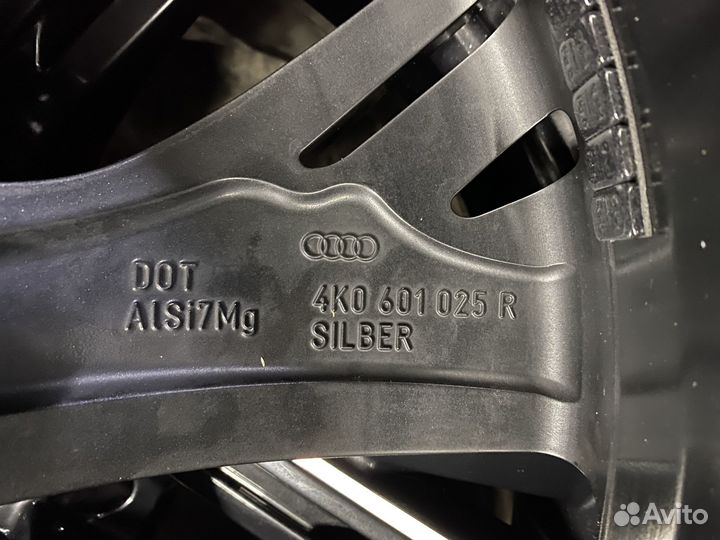 DOT
AlSi7Mg
4K0 601 025 R
SILBER
Avito